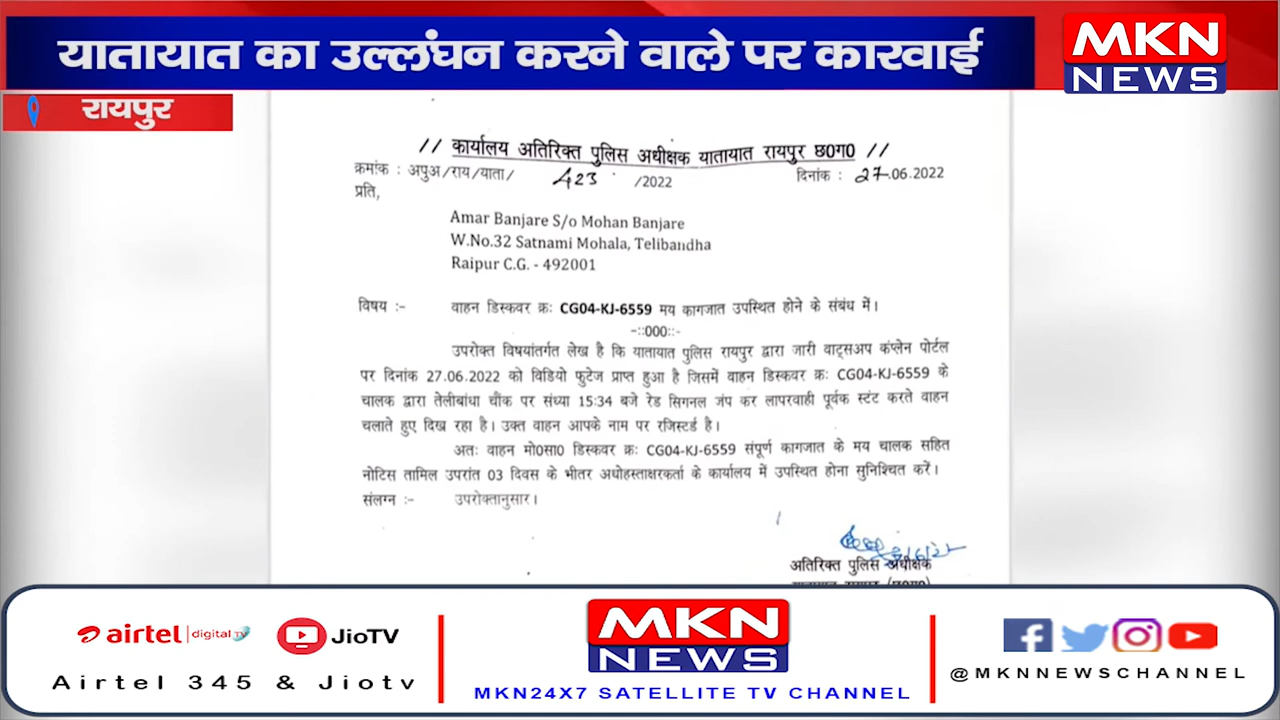 यातायात का उल्लंघन करने वाले पर कारवाई
MKN
NEWS
रायपुर
// कार्यालय अतिरिक्त पुलिस अधीक्षक यातायात रायपुर छ0ग0 //
क्रमांक : अपुअ/राय/याता/ 423 /2022 दिनांक : 27.06.2022
प्रति,
Amar Banjare S/o Mohan Banjare
W.No.32 Satnami Mohala, Telibandha
Raipur C.G. - 492001
विषय :- वाहन डिस्कवर क्रः CG04-KJ-6559 मय कागजात उपस्थित होने के संबंध में।
-::000::-
उपरोक्त विषयांतर्गत लेख है कि यातायात पुलिस रायपुर द्वारा जारी वाट्सअप कंप्लेन पोर्टल
पर दिनांक 27.06.2022 को विडियो फुटेज प्राप्त हुआ है जिसमें वाहन डिस्कवर क्रः CG04-KJ-6559 के
चालक द्वारा तेलीबांधा चौंक पर संध्या 15:34 बजे रेड सिगनल जंप कर लापरवाही पूर्वक स्टंट करते वाहन
चलाते हुए दिख रहा है। उक्त वाहन आपके नाम पर रजिस्टर्ड है।
अतः वाहन मो0सा0 डिस्कवर क्रः CG04-KJ-6559 संपूर्ण कागजात के मय चालक सहित
नोटिस तामिल उपरांत 03 दिवस के भीतर अधोहस्ताक्षरकर्ता के कार्यालय में उपस्थित होना सुनिश्चित करें।
संलग्न :- उपरोक्तानुसार।
अतिरिक्त पुलिस अधीक्षक
यातायात रायपुर (छ0ग0)
airtel digital TV
JioTV
Airtel 345 & Jiotv
MKN
NEWS
MKN24X7 SATELLITE TV CHANNEL
@MKNNEWSCHANNEL